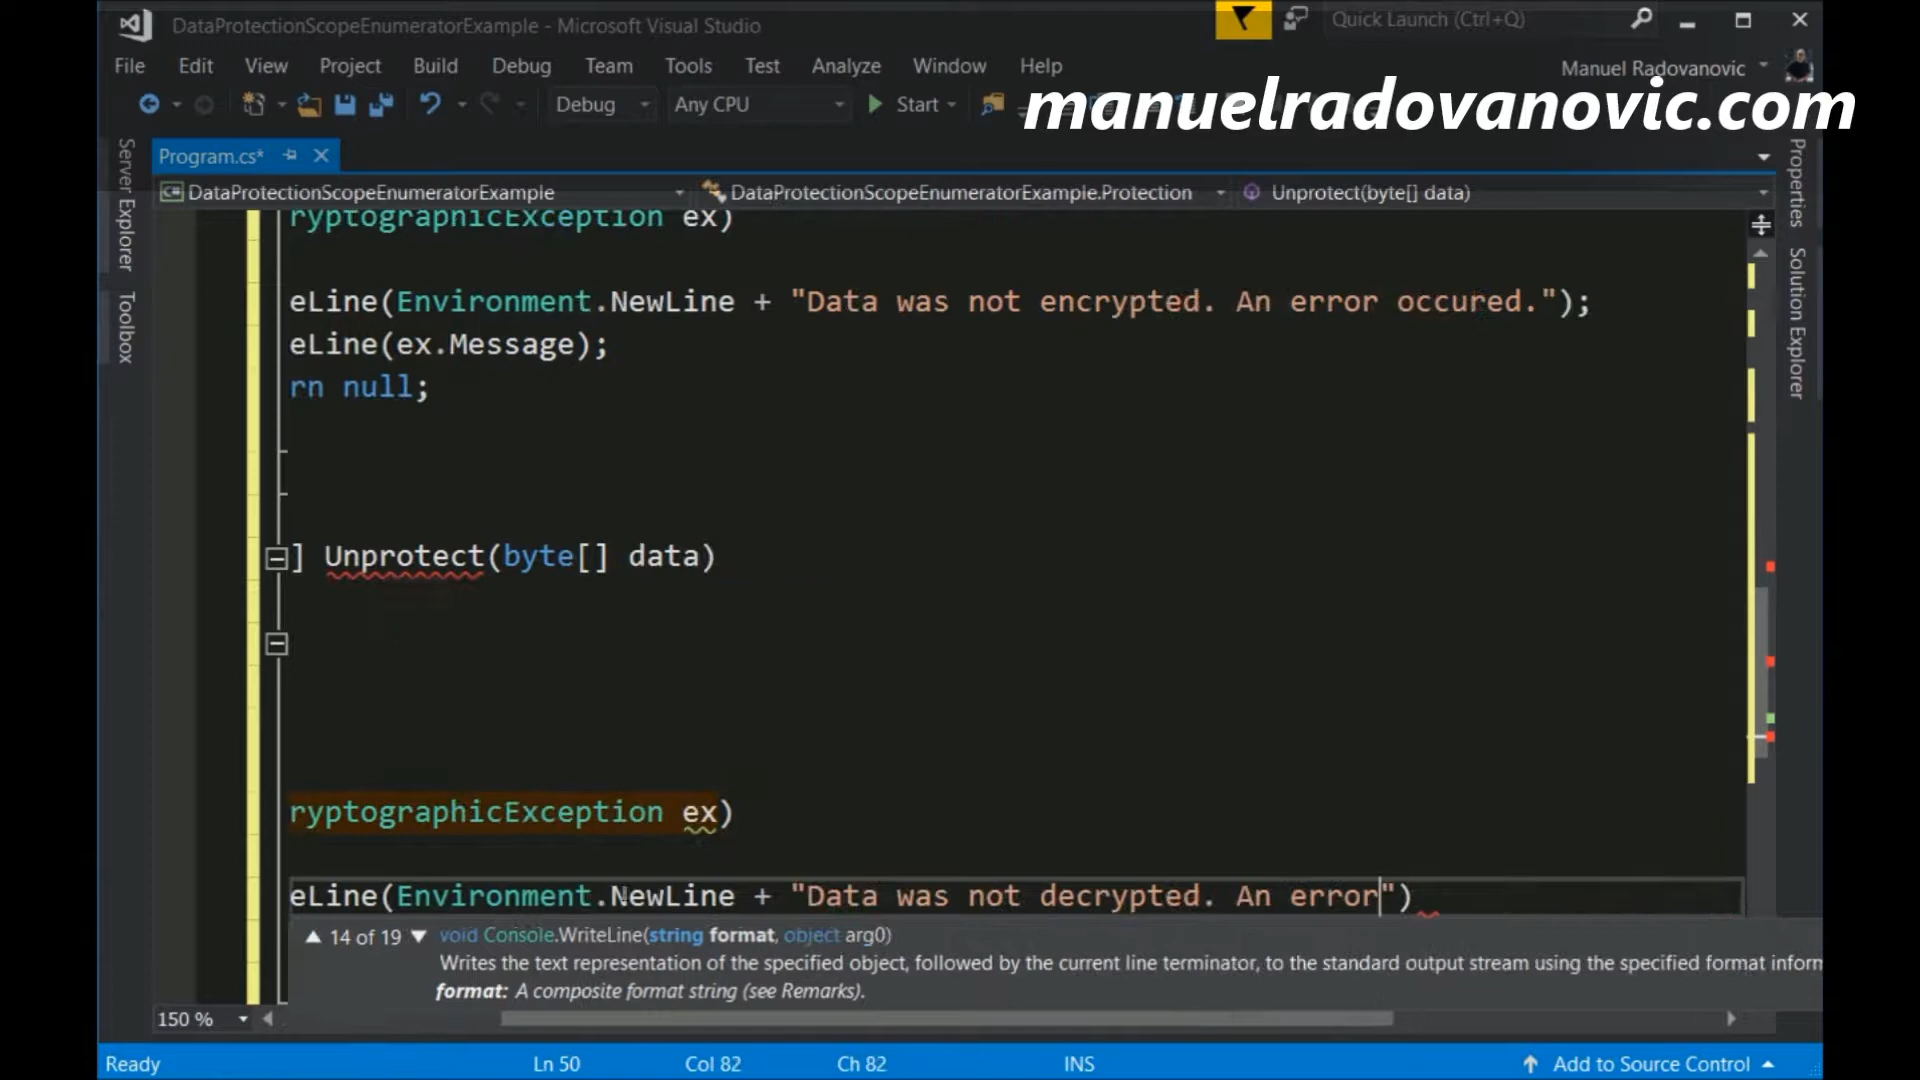 DataProtectionScopeEnumeratorExample - Microsoft Visual Studio
Quick Launch (Ctrl+Q)
File Edit View Project Build Debug Team Tools Test Analyze Window Help
Manuel Radovanovic
manuelradovanovic.com
Debug Any CPU Start
Server Explorer
Toolbox
Program.cs*
Properties
Solution Explorer
DataProtectionScopeEnumeratorExample DataProtectionScopeEnumeratorExample.Protection Unprotect(byte[] data)
ryptographicException ex)
eLine(Environment.NewLine + "Data was not encrypted. An error occured.");
eLine(ex.Message);
rn null;
] Unprotect(byte[] data)
ryptographicException ex)
eLine(Environment.NewLine + "Data was not decrypted. An error")
14 of 19 void Console.WriteLine(string format, object arg0)
Writes the text representation of the specified object, followed by the current line terminator, to the standard output stream using the specified format inform
format: A composite format string (see Remarks).
150 %
Ready Ln 50 Col 82 Ch 82 INS Add to Source Control